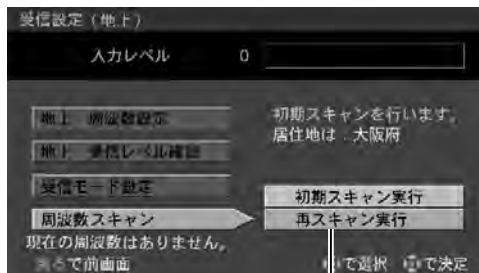 受信設定（地上）
入力レベル 0
地上 周波数設定
初期スキャンを行います。
居住地は：大阪府
地上 受信レベル確認
受信モード設定
初期スキャン実行
周波数スキャン
再スキャン実行
現在の周波数はありません。
で前画面
で選択 で決定